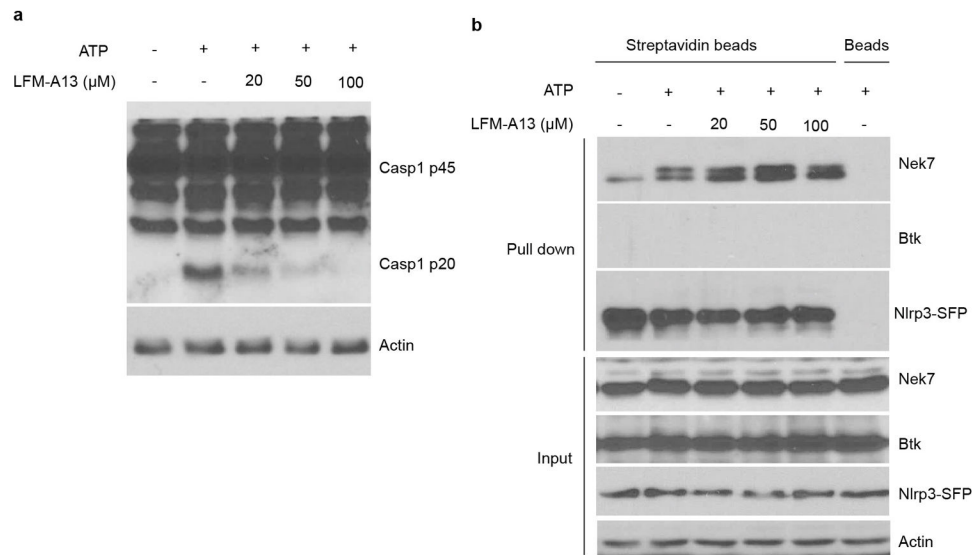 a
ATP - + + + +
LFM-A13 (µM) - - 20 50 100
Casp1 p45
Casp1 p20
Actin
b
Streptavidin beads Beads
ATP - + + + + +
LFM-A13 (µM) - - 20 50 100 -
Pull down
Nek7
Btk
Nlrp3-SFP
Input
Nek7
Btk
Nlrp3-SFP
Actin